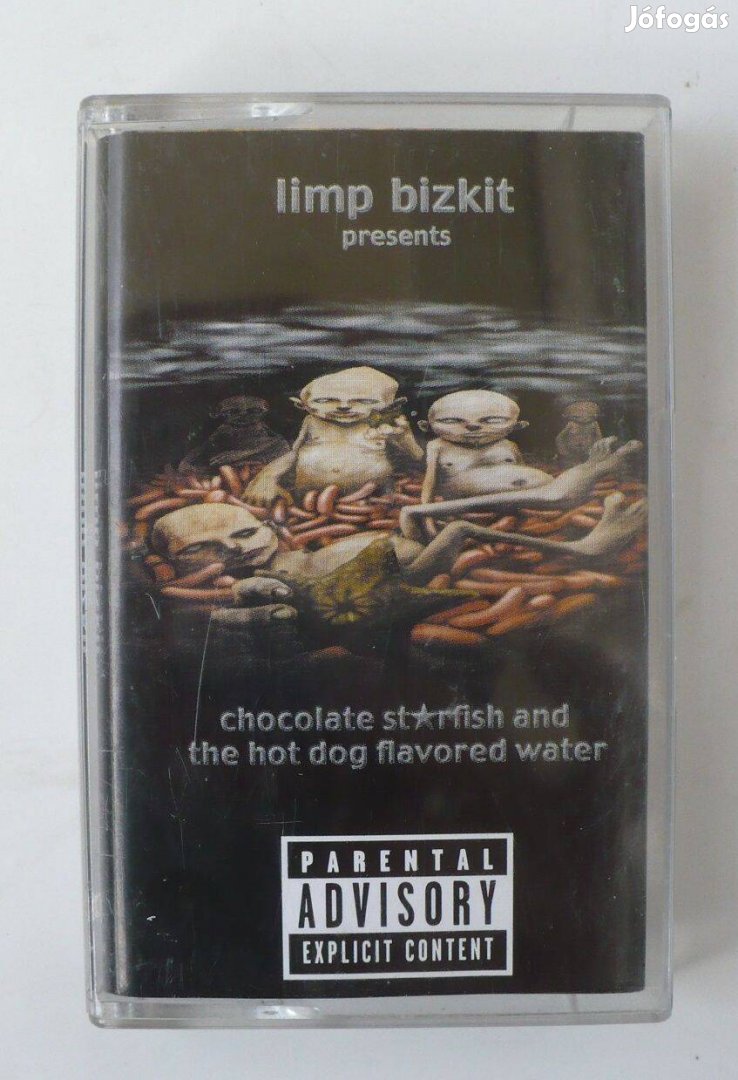 Jófogás
limp bizkit
presents
chocolate st★rfish and
the hot dog flavored water
PARENTAL
ADVISORY
EXPLICIT CONTENT